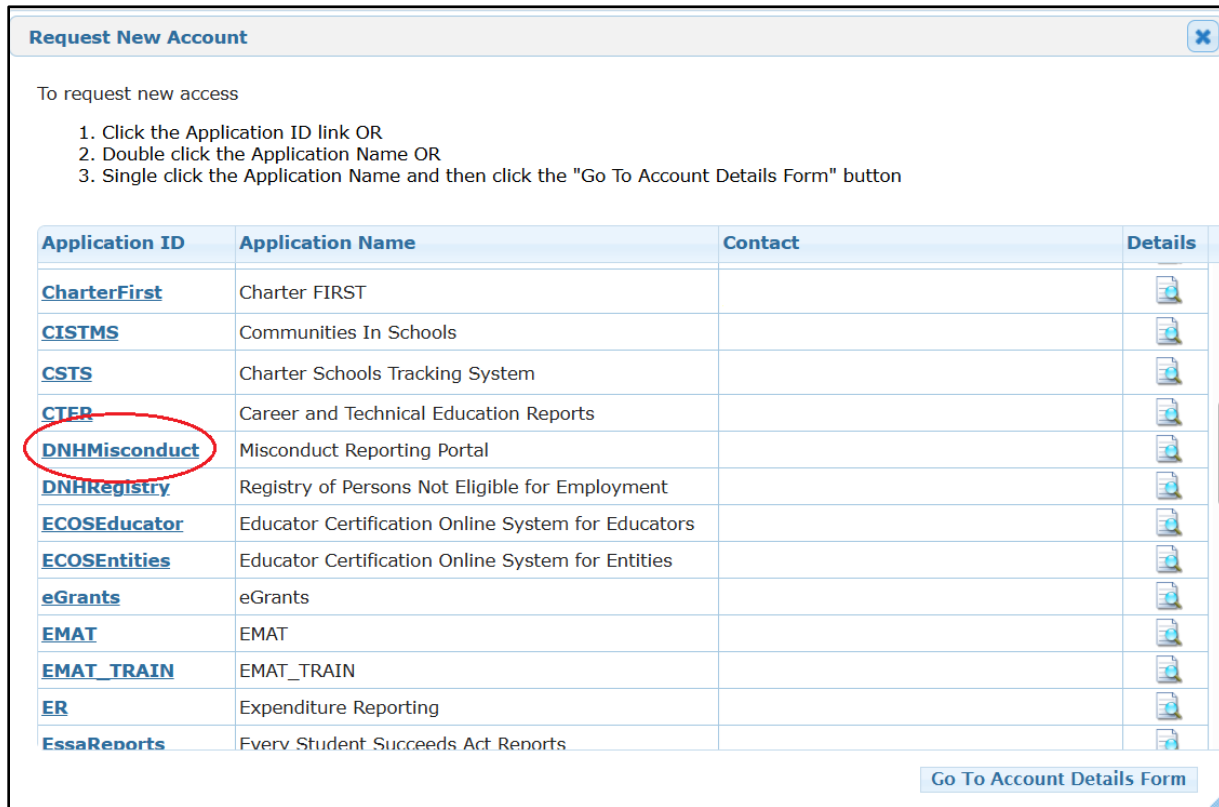 Request New Account
To request new access
1. Click the Application ID link OR
2. Double click the Application Name OR
3. Single click the Application Name and then click the "Go To Account Details Form" button
Application ID Application Name Contact Details
CharterFirst Charter FIRST
CISTMS Communities In Schools
CSTS Charter Schools Tracking System
CTER Career and Technical Education Reports
DNHMisconduct Misconduct Reporting Portal
DNHRegistry Registry of Persons Not Eligible for Employment
ECOSEducator Educator Certification Online System for Educators
ECOSEntities Educator Certification Online System for Entities
eGrants eGrants
EMAT EMAT
EMAT_TRAIN EMAT_TRAIN
ER Expenditure Reporting
EssaReports Every Student Succeeds Act Reports
Go To Account Details Form